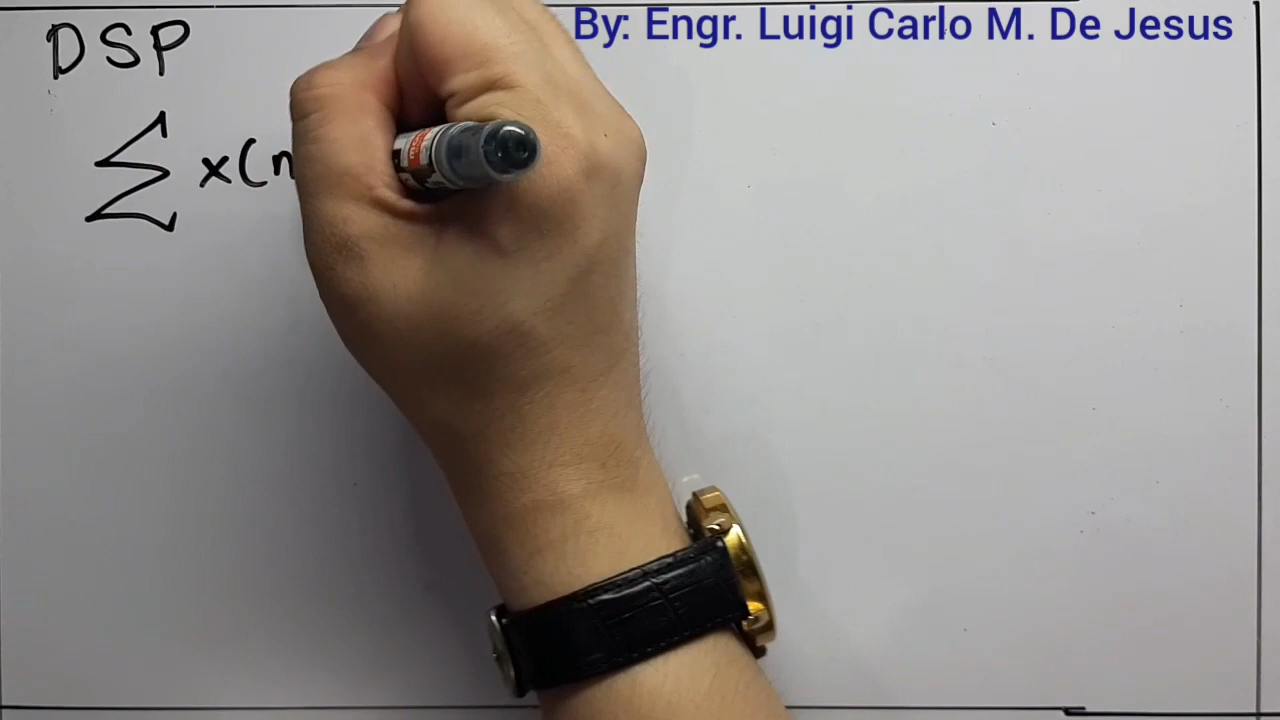 By: Engr. Luigi Carlo M. De Jesus
DSP
∑ x(n